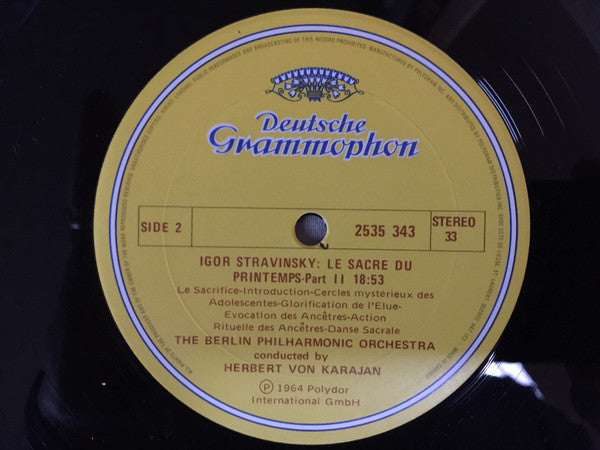 Deutsche
Grammophon
SIDE 2
2535 343
STEREO
33
IGOR STRAVINSKY: LE SACRE DU
PRINTEMPS-Part II 18:53
Le Sacrifice-Introduction-Cercles mystérieux des
Adolescentes-Glorification de l'Elue-
Evocation des Ancêtres-Action
Rituelle des Ancêtres-Danse Sacrale
THE BERLIN PHILHARMONIC ORCHESTRA
conducted by
HERBERT VON KARAJAN
Ⓟ 1964 Polydor
International GmbH